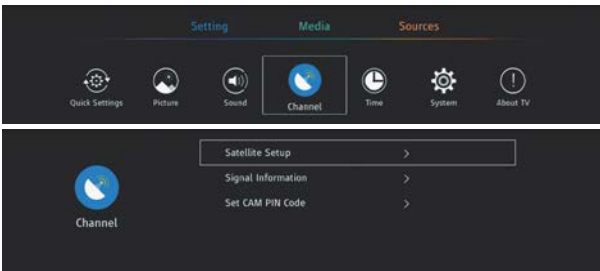 Setting Media Sources
Quick Settings Picture Sound Channel Time System About TV
Satellite Setup
Signal Information
Set CAM PIN Code
Channel